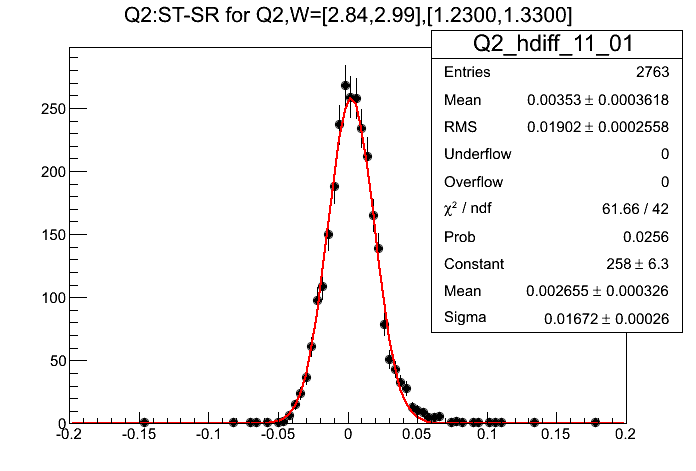 Q2:ST-SR for Q2,W=[2.84,2.99],[1.2300,1.3300]
Q2_hdiff_11_01
Entries 2763
Mean 0.00353 ± 0.0003618
RMS 0.01902 ± 0.0002558
Underflow 0
Overflow 0
χ² / ndf 61.66 / 42
Prob 0.0256
Constant 258 ± 6.3
Mean 0.002655 ± 0.000326
Sigma 0.01672 ± 0.00026
250
200
150
100
50
0
-0.2 -0.15 -0.1 -0.05 0 0.05 0.1 0.15 0.2